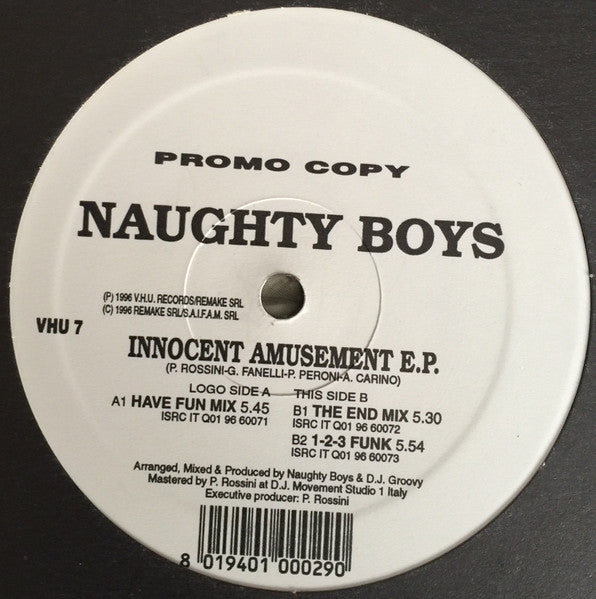 PROMO COPY
NAUGHTY BOYS
(P) 1996 V.H.U. RECORDS/REMAKE SRL
(C) 1996 REMAKE SRL/S.A.I.F.A.M. SRL
VHU 7
INNOCENT AMUSEMENT E.P.
(P. ROSSINI-G. FANELLI-P. PERONI-A. CARINO)
LOGO SIDE A
A1 HAVE FUN MIX 5.45
ISRC IT Q01 96 60071
THIS SIDE B
B1 THE END MIX 5.30
ISRC IT Q01 96 60072
B2 1-2-3 FUNK 5.54
ISRC IT Q01 96 60073
Arranged, Mixed & Produced by Naughty Boys & D.J. Groovy
Mastered by P. Rossini at D.J. Movement Studio 1 Italy
Executive producer: P. Rossini
8 019401 000290